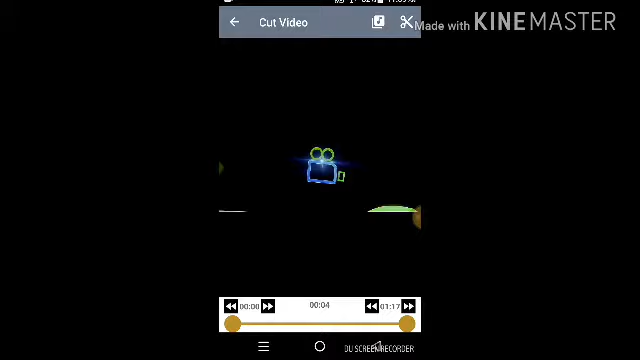 Cut Video
Made with KINEMASTER
00:00
00:04
01:17
DU SCREEN RECORDER